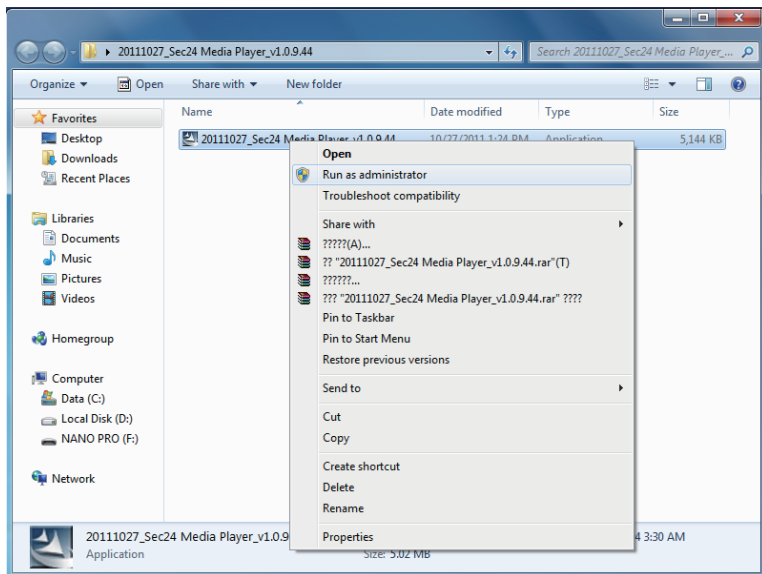 20111027_Sec24 Media Player_v1.0.9.44
Search 20111027_Sec24 Media Player_...
Organize Open Share with New folder
Name Date modified Type Size
20111027_Sec24 Media Player_v1.0.9.44 10/27/2011 1:24 PM Application 5,144 KB
Favorites
Desktop
Downloads
Recent Places
Libraries
Documents
Music
Pictures
Videos
Homegroup
Computer
Data (C:)
Local Disk (D:)
NANO PRO (F:)
Network
Open
Run as administrator
Troubleshoot compatibility
Share with
?????(A)...
?? "20111027_Sec24 Media Player_v1.0.9.44.rar"(T)
??????...
??? "20111027_Sec24 Media Player_v1.0.9.44.rar" ????
Pin to Taskbar
Pin to Start Menu
Restore previous versions
Send to
Cut
Copy
Create shortcut
Delete
Rename
Properties
20111027_Sec24 Media Player_v1.0.9 4 3:30 AM
Application Size: 5.02 MB